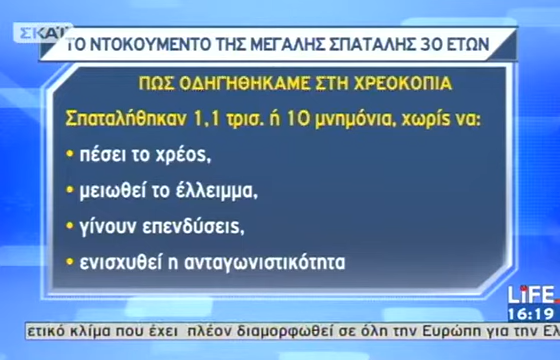 ΣΚΑΪ
ΤΟ ΝΤΟΚΟΥΜΕΝΤΟ ΤΗΣ ΜΕΓΑΛΗΣ ΣΠΑΤΑΛΗΣ 30 ΕΤΩΝ
ΠΩΣ ΟΔΗΓΗΘΗΚΑΜΕ ΣΤΗ ΧΡΕΟΚΟΠΙΑ
Σπαταλήθηκαν 1,1 τρισ. ή 10 μνημόνια, χωρίς να:
• πέσει το χρέος,
• μειωθεί το έλλειμμα,
• γίνουν επενδύσεις,
• ενισχυθεί η ανταγωνιστικότητα
LiFE
16:19
ετικό κλίμα που έχει πλέον διαμορφωθεί σε όλη την Ευρώπη για την Ελ